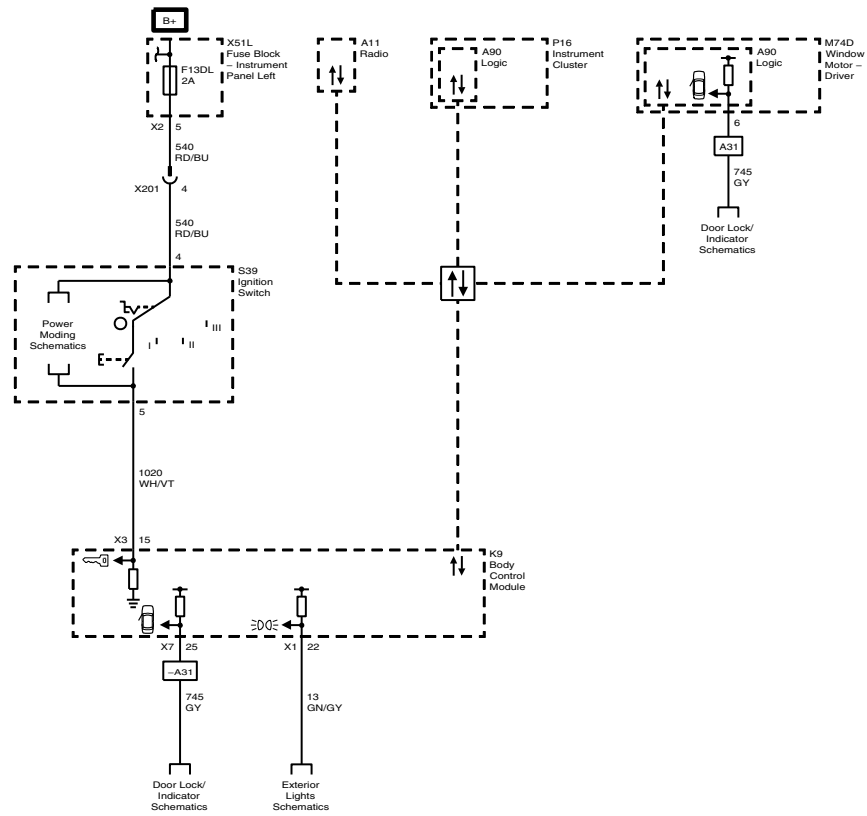 B+
X51L
Fuse Block
– Instrument
Panel Left
F13DL
2A
X2 5
540
RD/BU
X201 4
540
RD/BU
4
A11
Radio
P16
Instrument
Cluster
A90
Logic
M74D
Window
Motor –
Driver
A90
Logic
6
A31
745
GY
Door Lock/
Indicator
Schematics
S39
Ignition
Switch
Power
Moding
Schematics
I
II
III
5
1020
WH/VT
X3 15
K9
Body
Control
Module
X7 25
–A31
745
GY
Door Lock/
Indicator
Schematics
X1 22
13
GN/GY
Exterior
Lights
Schematics